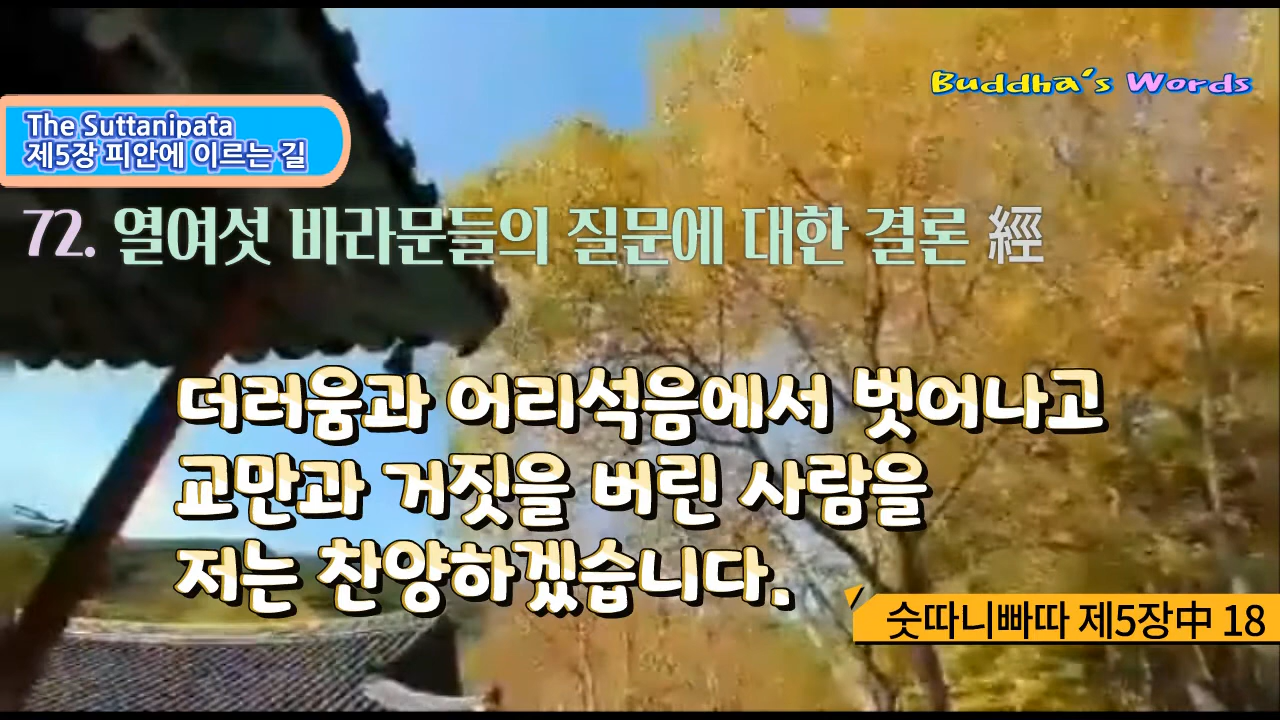 Buddha's Words
The Suttanipata
제5장 피안에 이르는 길
72. 열여섯 바라문들의 질문에 대한 결론 經
더러움과 어리석음에서 벗어나고
교만과 거짓을 버린 사람을
저는 찬양하겠습니다.
숫따니빠따 제5장中 18